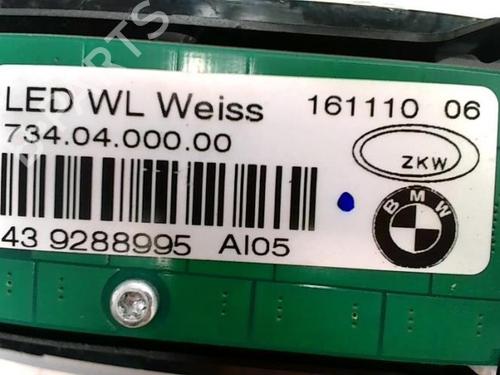 LED WL Weiss 161110 06
734.04.000.00
ZKW
BMW
43 9288995 AI05